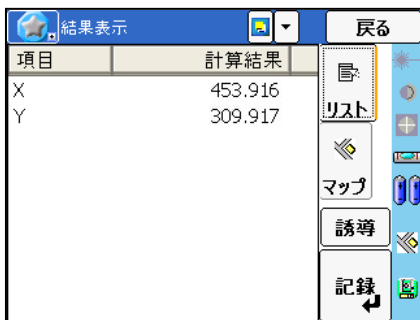 結果表示
戻る
項目 計算結果
X 453.916
Y 309.917
リスト
マップ
誘導
記録